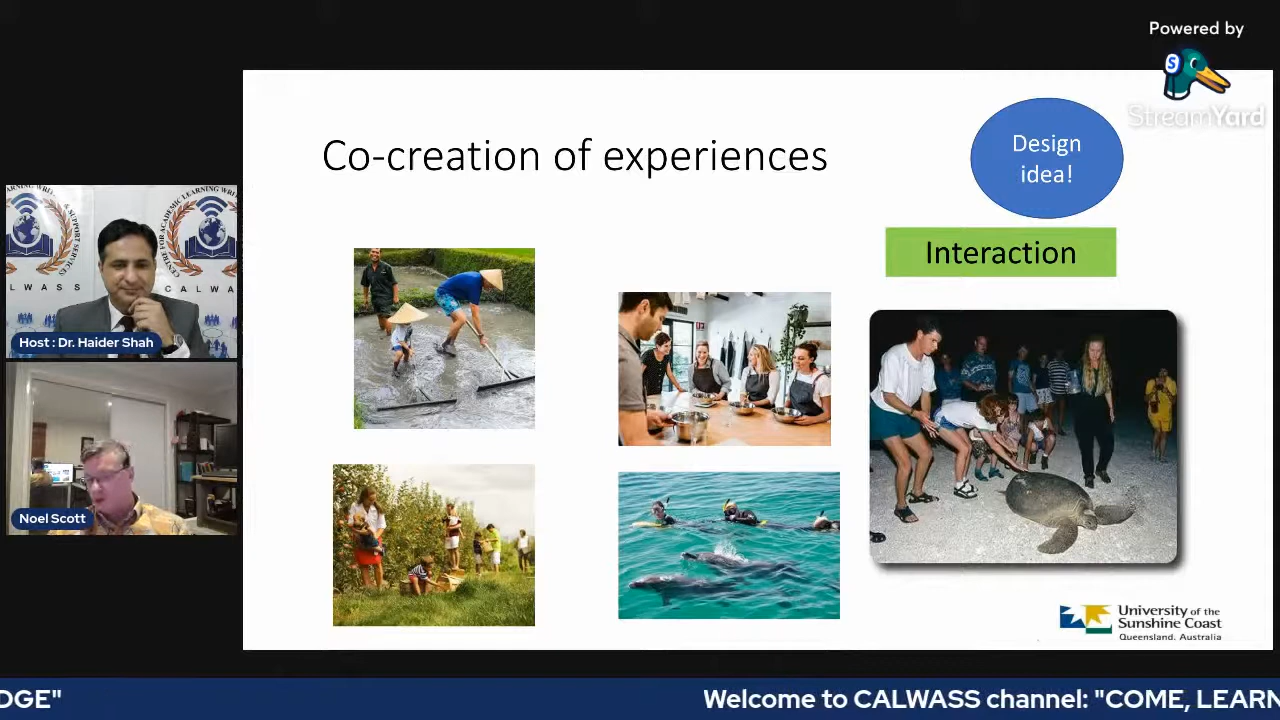 Powered by
StreamYard
Co-creation of experiences
Design
idea!
Interaction
CALWASS
Host : Dr. Haider Shah
Noel Scott
University of the
Sunshine Coast
Queensland, Australia
DGE"
Welcome to CALWASS channel: "COME, LEARN